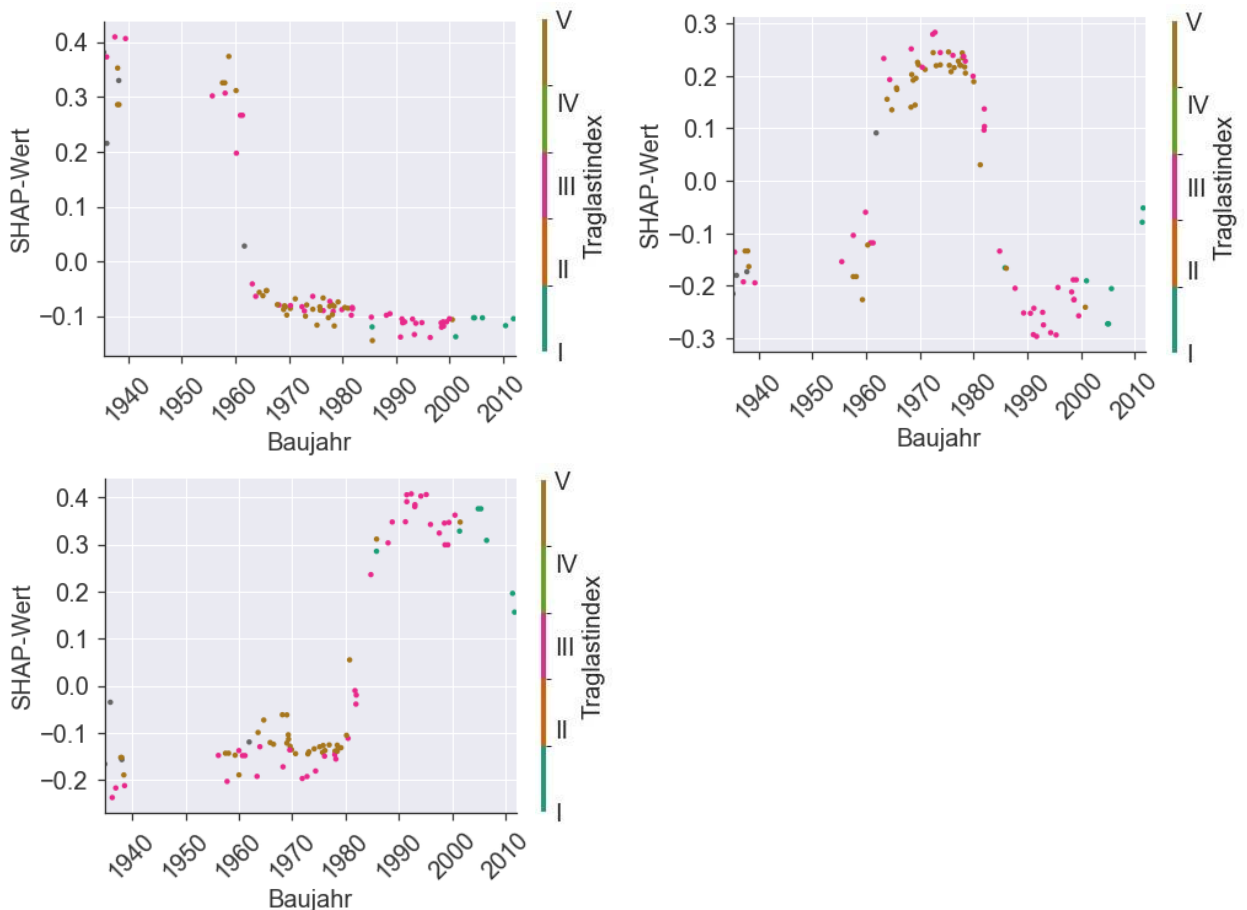 0.4
0.3
0.2
0.1
0.0
−0.1
SHAP-Wert
1940
1950
1960
1970
1980
1990
2000
2010
Baujahr
V
IV
III
II
I
Traglastindex
0.3
0.2
0.1
0.0
−0.1
−0.2
−0.3
SHAP-Wert
1940
1950
1960
1970
1980
1990
2000
2010
Baujahr
V
IV
III
II
I
Traglastindex
0.4
0.3
0.2
0.1
0.0
−0.1
−0.2
SHAP-Wert
1940
1950
1960
1970
1980
1990
2000
2010
Baujahr
V
IV
III
II
I
Traglastindex